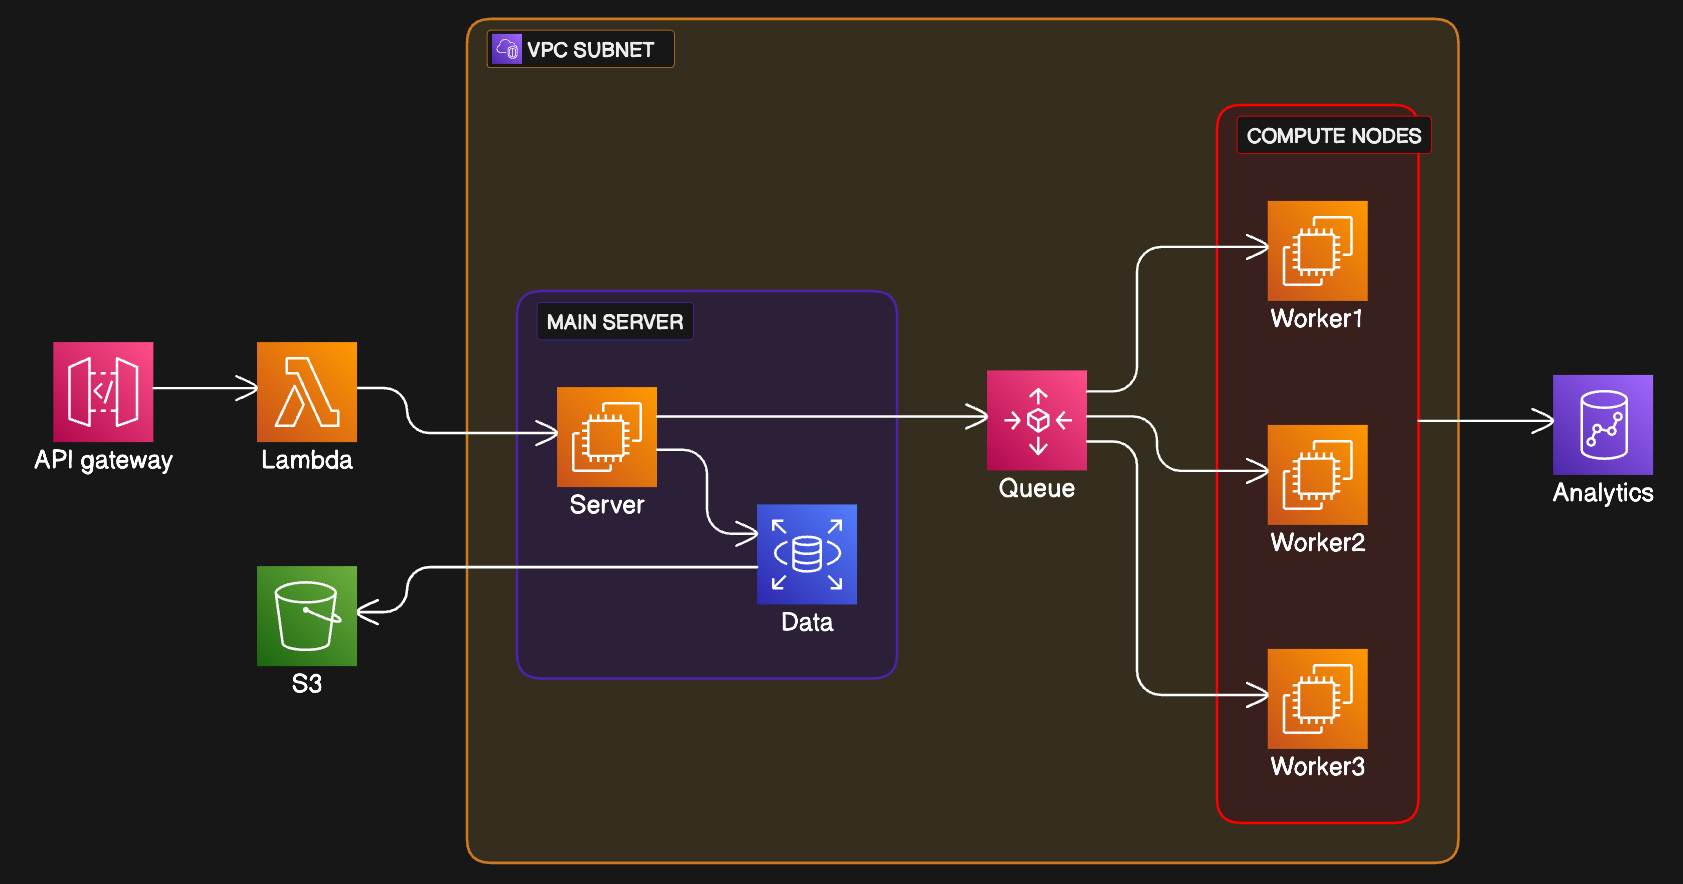 VPC SUBNET
COMPUTE NODES
MAIN SERVER
API gateway
Lambda
Server
Data
S3
Queue
Worker1
Worker2
Worker3
Analytics